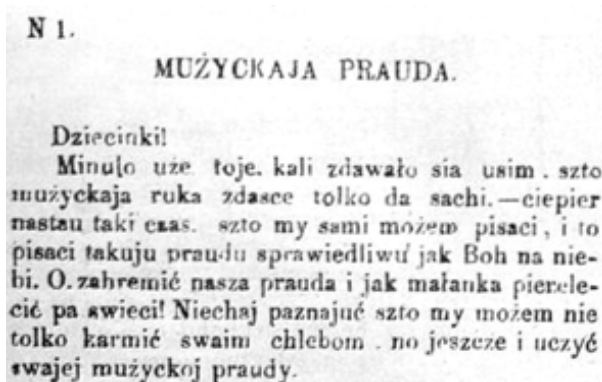 N 1.
MUŻYCKAJA PRAUDA.
Dziecinki!
Minuło uże toje. kali zdawało sia usim . szto
mużyckaja ruka zdasce tolko da sachi.—ciepier
nastau taki czas. szto my sami możem pisaci , i to
pisaci takuju praudu sprawiedliwu jak Boh na nie-
bi. O. zahremić nasza prauda i jak małanka pierele-
cić pa swieci! Niechaj paznajuć szto my możem nie
tolko karmić swaim chlebom . no jeszcze i uczyć
swajej mużyckoj praudy.